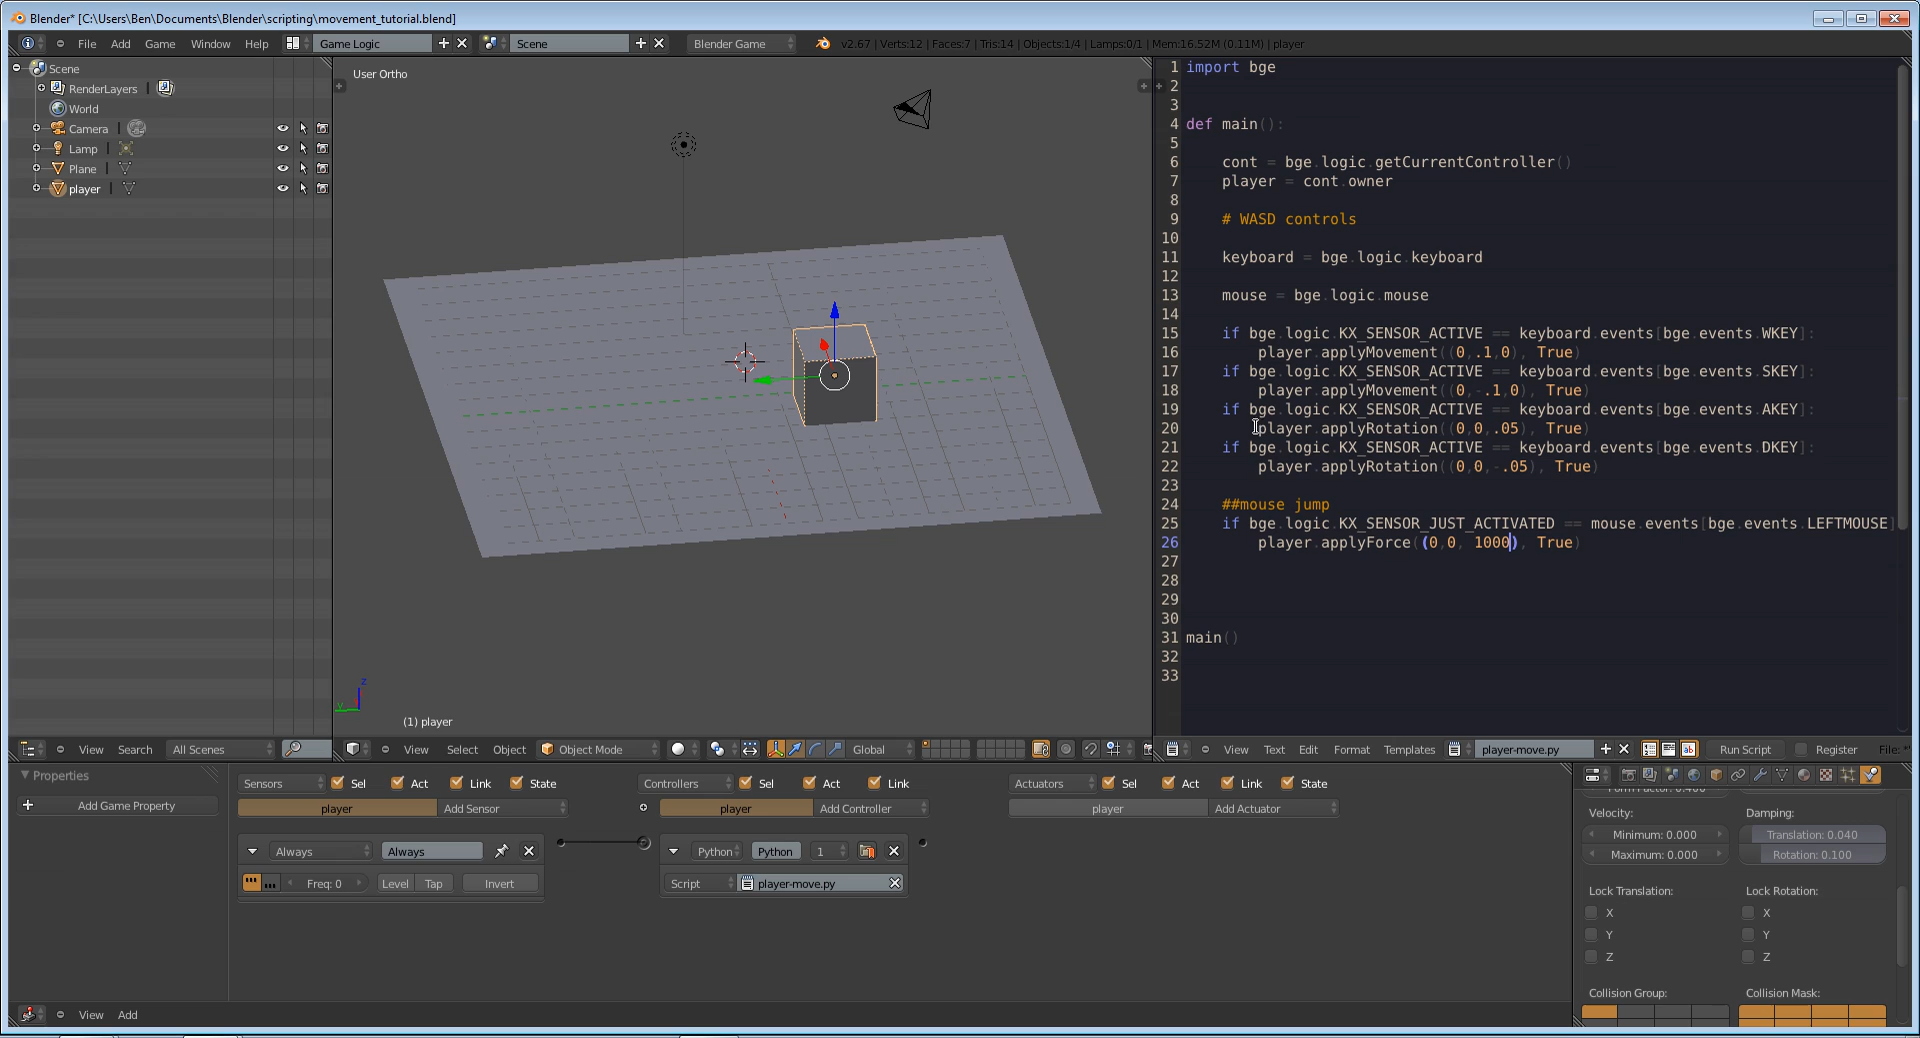 Blender* [C:\Users\Ben\Documents\Blender\scripting\movement_tutorial.blend]
File Add Game Window Help Game Logic Scene Blender Game v2.67 | Verts:12 | Faces:7 | Tris:14 | Objects:1/4 | Lamps:0/1 | Mem:16.52M (0.11M) | player
Scene
RenderLayers
World
Camera
Lamp
Plane
player
User Ortho
z
y
(1) player
1 import bge
2
3
4 def main():
5
6 cont = bge.logic.getCurrentController()
7 player = cont.owner
8
9 # WASD controls
10
11 keyboard = bge.logic.keyboard
12
13 mouse = bge.logic.mouse
14
15 if bge.logic.KX_SENSOR_ACTIVE == keyboard.events[bge.events.WKEY]:
16 player.applyMovement((0,.1,0), True)
17 if bge.logic.KX_SENSOR_ACTIVE == keyboard.events[bge.events.SKEY]:
18 player.applyMovement((0,-.1,0), True)
19 if bge.logic.KX_SENSOR_ACTIVE == keyboard.events[bge.events.AKEY]:
20 player.applyRotation((0,0,.05), True)
21 if bge.logic.KX_SENSOR_ACTIVE == keyboard.events[bge.events.DKEY]:
22 player.applyRotation((0,0,-.05), True)
23
24 ##mouse jump
25 if bge.logic.KX_SENSOR_JUST_ACTIVATED == mouse.events[bge.events.LEFTMOUSE]
26 player.applyForce((0,0, 1000), True)
27
28
29
30
31 main()
32
33
View Search All Scenes
View Select Object Object Mode Global
View Text Edit Format Templates player-move.py Run Script Register File: *
Properties
Add Game Property
Sensors Sel Act Link State
player Add Sensor
Always Always
Freq: 0 Level Tap Invert
Controllers Sel Act Link
player Add Controller
Python Python 1
Script player-move.py
Actuators Sel Act Link State
player Add Actuator
Form Factor: 0.400
Velocity: Damping:
Minimum: 0.000 Translation: 0.040
Maximum: 0.000 Rotation: 0.100
Lock Translation: Lock Rotation:
X X
Y Y
Z Z
Collision Group: Collision Mask:
View Add